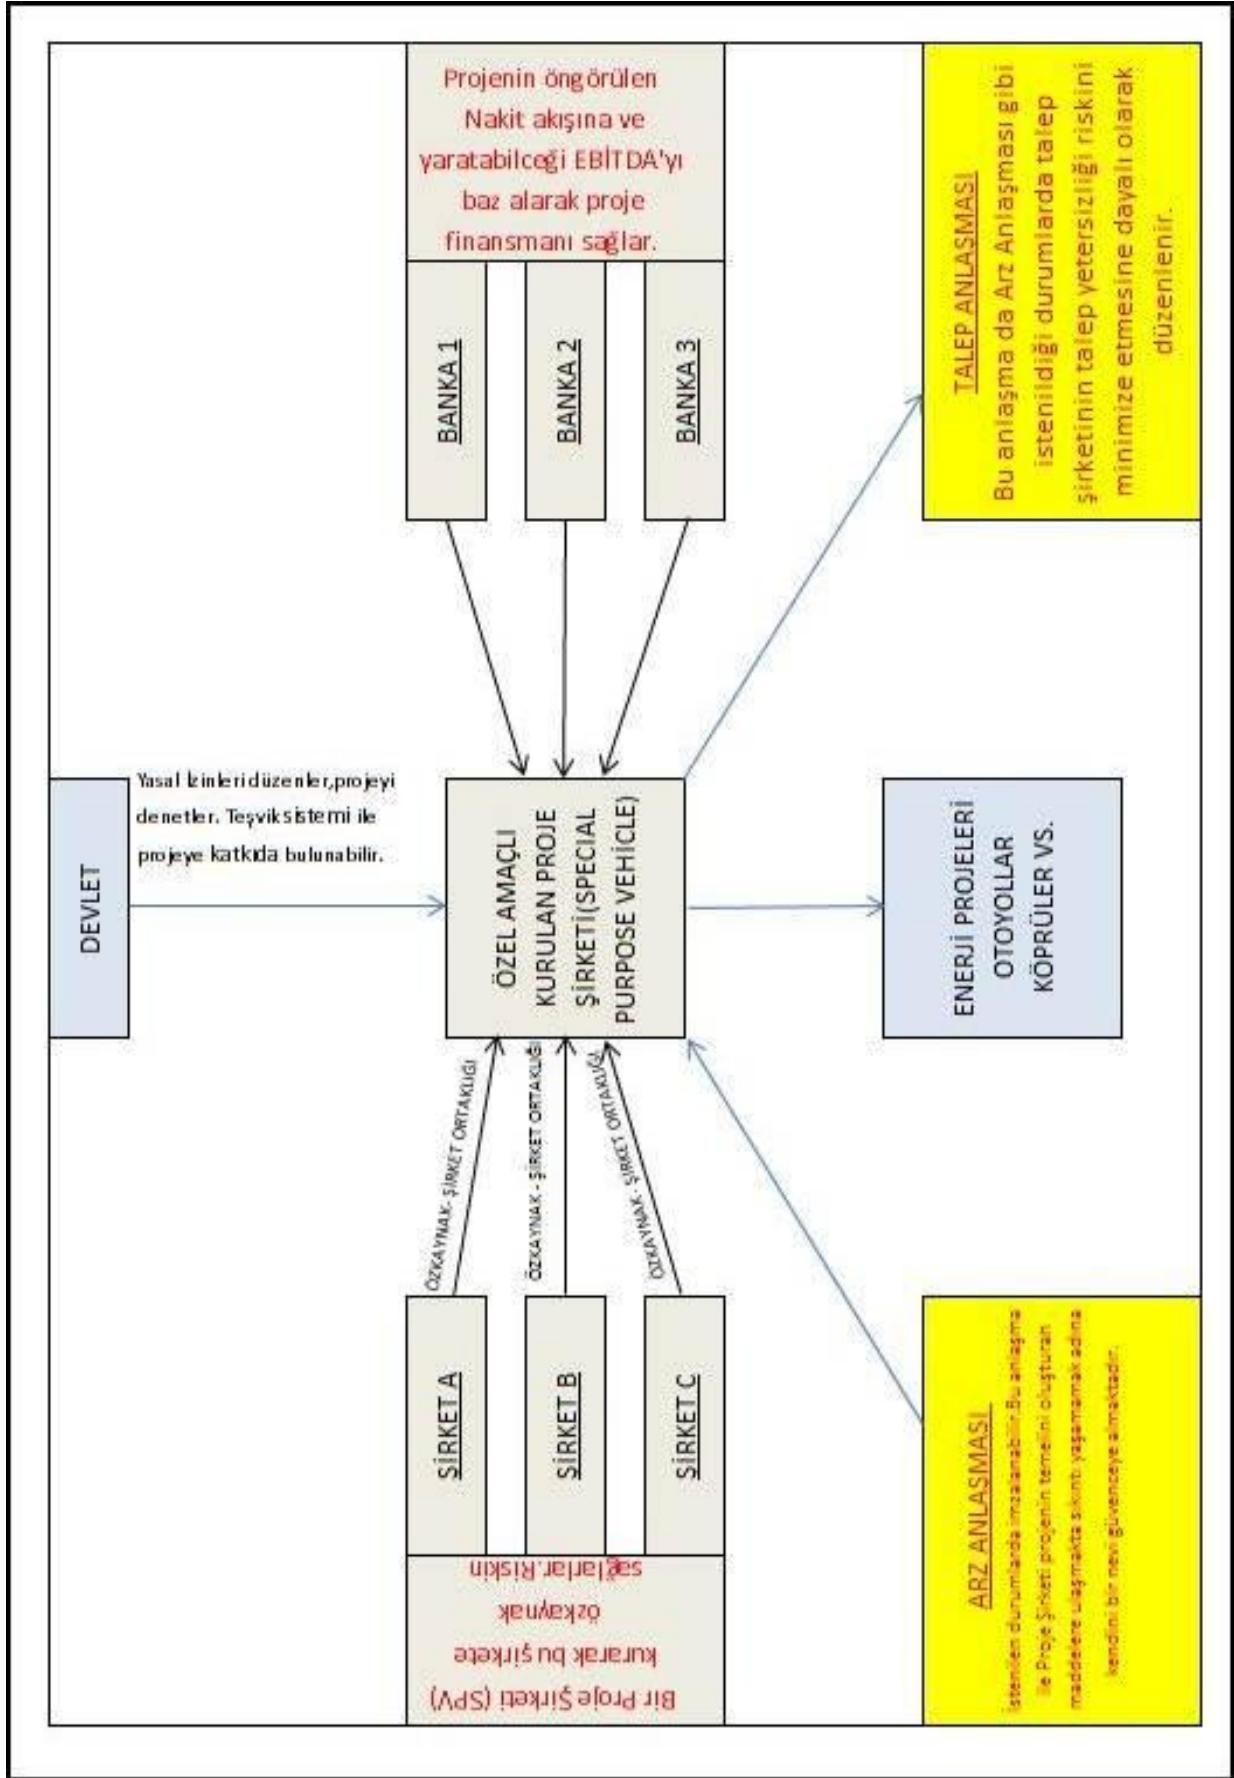 DEVLET
Yasal İzinleri düzenler,projeyi
denetler. Teşvik sistemi ile
projeye katkıda bulunabilir.
Bir Proje Şirketi (SPV)
kurarak bu şirkete
özkaynak
sağlarlar.Riskin
ŞİRKET A
ŞİRKET B
ŞİRKET C
ÖZKAYNAK- ŞİRKET ORTAKLIĞI
ÖZKAYNAK - ŞİRKET ORTAKLIĞI
ÖZKAYNAK- ŞİRKET ORTAKLIĞI
ÖZEL AMAÇLI
KURULAN PROJE
ŞİRKETİ(SPECIAL
PURPOSE VEHİCLE)
BANKA 1
BANKA 2
BANKA 3
Projenin öngörülen
Nakit akışına ve
yaratabilceği EBİTDA'yı
baz alarak proje
finansmanı sağlar.
ARZ ANLAŞMASI
İstenilen durumlarda imzalanabilir.Bu anlaşma
ile Proje Şirketi projenin temelini oluşturan
maddelere ulaşmakta sıkıntı yaşamamak adına
kendini bir nevi güvenceye almaktadır.
ENERJİ PROJELERİ
OTOYOLLAR
KÖPRÜLER VS.
TALEP ANLAŞMASI
Bu anlaşma da Arz Anlaşması gibi
istenildiği durumlarda talep
şirketinin talep yetersizliği riskini
minimize etmesine dayalı olarak
düzenlenir.